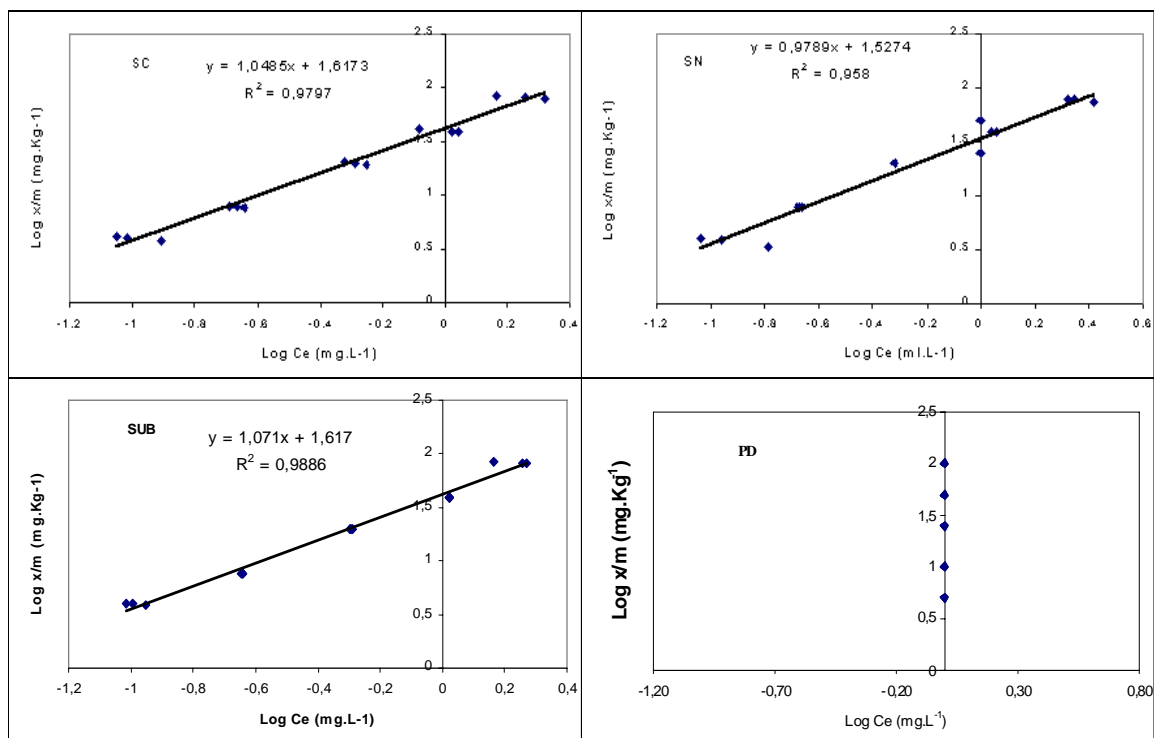 SC
y = 1,0485x + 1,6173
R² = 0,9797
2.5
2
1.5
1
0.5
0
-1.2 -1 -0.8 -0.6 -0.4 -0.2 0 0.2 0.4
Log x/m (mg.Kg-1)
Log Ce (mg.L-1)
SN
y = 0,9789x + 1,5274
R² = 0,958
2.5
2
1.5
1
0.5
0
-1.2 -1 -0.8 -0.6 -0.4 -0.2 0 0.2 0.4 0.6
Log x/m (mg.Kg-1)
Log Ce (ml.L-1)
SUB
y = 1,071x + 1,617
R² = 0,9886
2,5
2
1,5
1
0,5
0
-1,2 -1 -0,8 -0,6 -0,4 -0,2 0 0,2 0,4
Log x/m (mg.Kg-1)
Log Ce (mg.L-1)
PD
2,5
2
1,5
1
0,5
0
-1,20 -0,70 -0,20 0,30 0,80
Log x/m (mg.Kg⁻¹)
Log Ce (mg.L⁻¹)